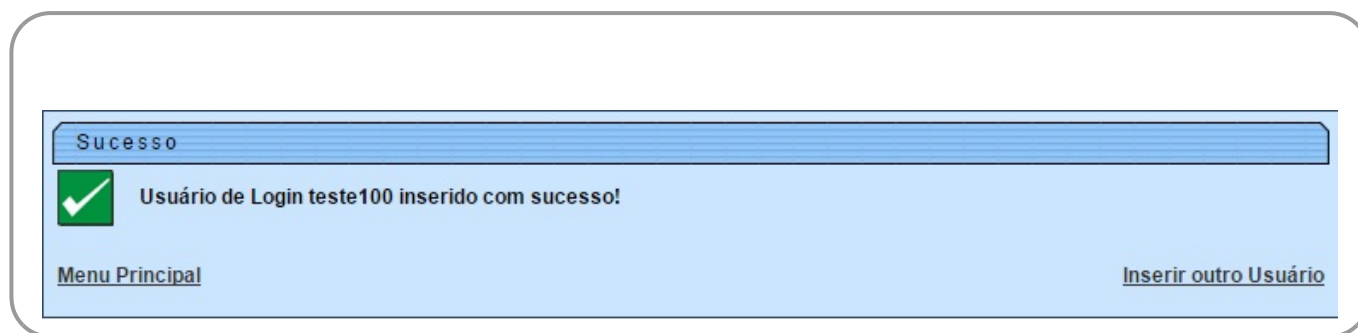 Sucesso
Usuário de Login teste100 inserido com sucesso!
Menu Principal
Inserir outro Usuário